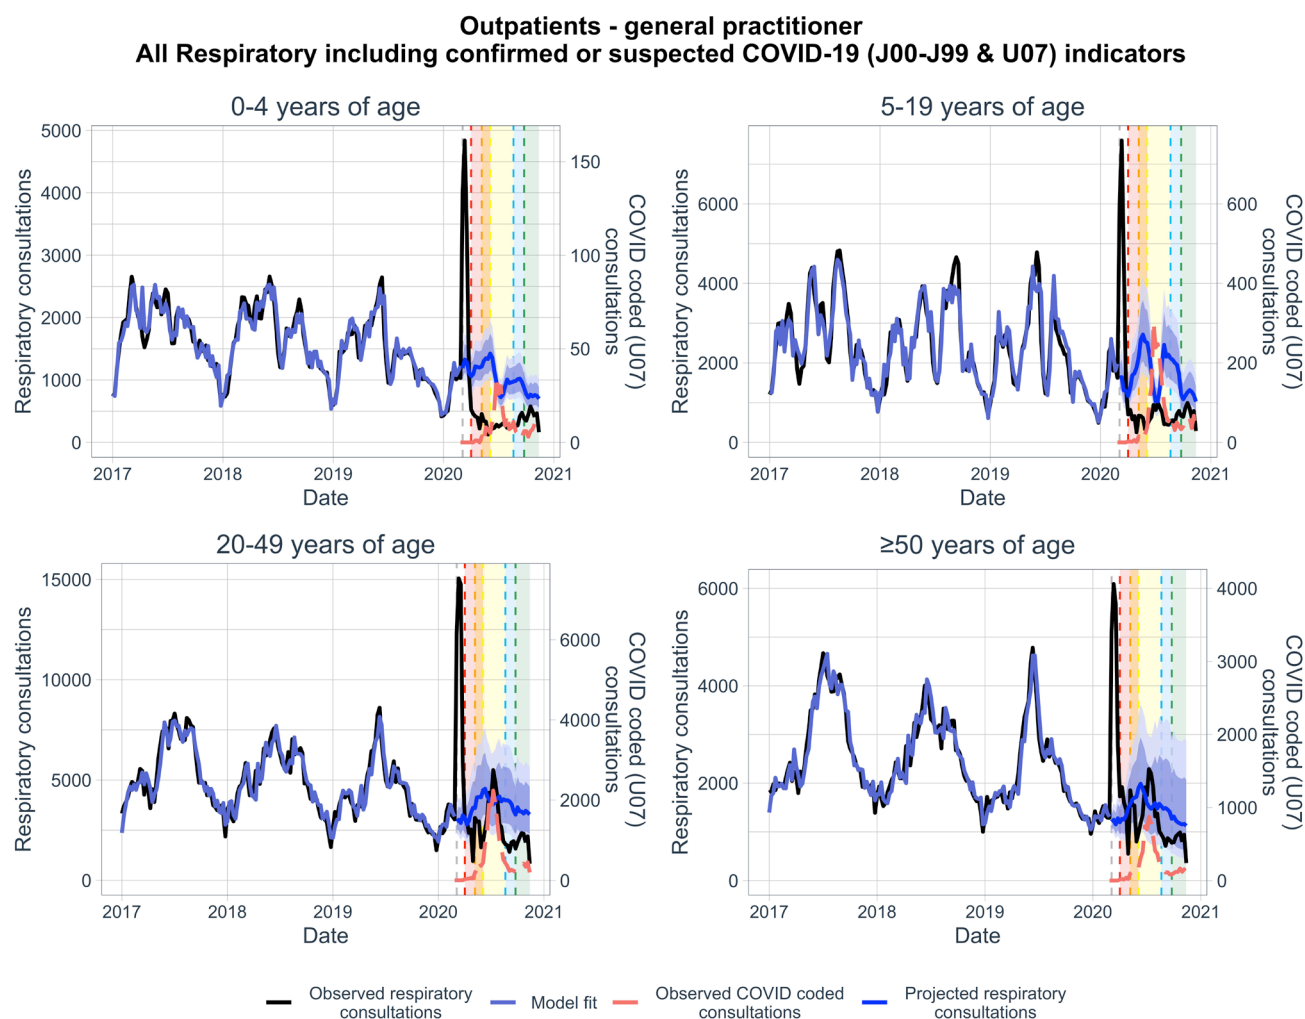 Outpatients - general practitioner
All Respiratory including confirmed or suspected COVID-19 (J00-J99 & U07) indicators
0-4 years of age
Respiratory consultations
5000
4000
3000
2000
1000
0
150
100
50
0
COVID coded (U07)
consultations
2017 2018 2019 2020 2021
Date
5-19 years of age
Respiratory consultations
6000
4000
2000
0
600
400
200
0
COVID coded (U07)
consultations
2017 2018 2019 2020 2021
Date
20-49 years of age
Respiratory consultations
15000
10000
5000
0
6000
4000
2000
0
COVID coded (U07)
consultations
2017 2018 2019 2020 2021
Date
≥50 years of age
Respiratory consultations
6000
4000
2000
0
4000
3000
2000
1000
0
COVID coded (U07)
consultations
2017 2018 2019 2020 2021
Date
Observed respiratory
consultations
Model fit
Observed COVID coded
consultations
Projected respiratory
consultations